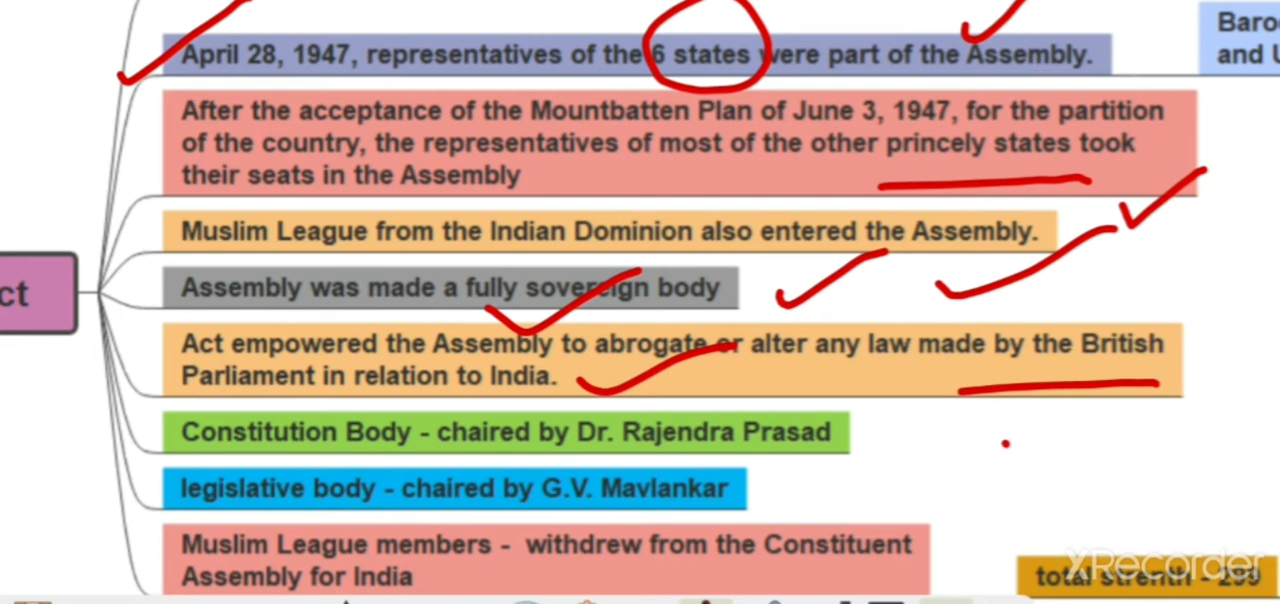 April 28, 1947, representatives of the 6 states were part of the Assembly.
Baro
and U
After the acceptance of the Mountbatten Plan of June 3, 1947, for the partition
of the country, the representatives of most of the other princely states took
their seats in the Assembly
Muslim League from the Indian Dominion also entered the Assembly.
ct
Assembly was made a fully sovereign body
Act empowered the Assembly to abrogate or alter any law made by the British
Parliament in relation to India.
Constitution Body - chaired by Dr. Rajendra Prasad
legislative body - chaired by G.V. Mavlankar
Muslim League members - withdrew from the Constituent
Assembly for India
total strenth - 299
XRecorder